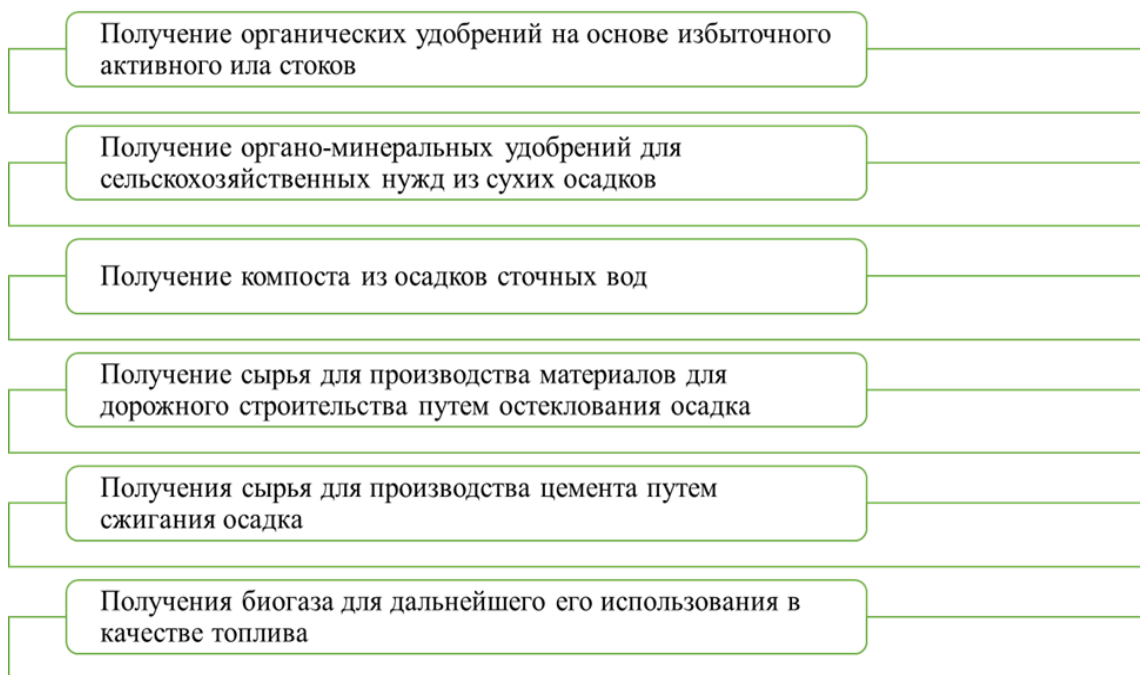 Получение органических удобрений на основе избыточного
активного ила стоков
Получение органо-минеральных удобрений для
сельскохозяйственных нужд из сухих осадков
Получение компоста из осадков сточных вод
Получение сырья для производства материалов для
дорожного строительства путем остеклования осадка
Получения сырья для производства цемента путем
сжигания осадка
Получения биогаза для дальнейшего его использования в
качестве топлива